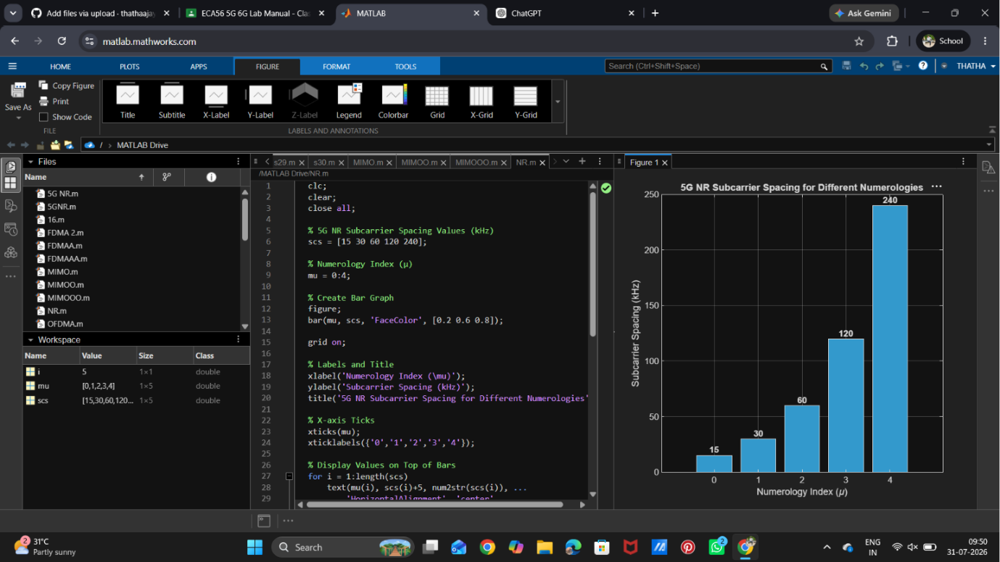 Add files via upload · thathaajay
ECA56 5G 6G Lab Manual - Clas
MATLAB
ChatGPT
Ask Gemini
matlab.mathworks.com
School
HOME PLOTS APPS FIGURE FORMAT TOOLS
Search (Ctrl+Shift+Space)
THATHA
Save As
Copy Figure
Print
Show Code
FILE
Title Subtitle X-Label Y-Label Z-Label Legend Colorbar Grid X-Grid Y-Grid
LABELS AND ANNOTATIONS
/ › MATLAB Drive
Files
Name
5G NR.m
5GNR.m
16.m
FDMA 2.m
FDMAA.m
FDMAAA.m
MIMO.m
MIMOO.m
MIMOOO.m
NR.m
OFDMA.m
Workspace
Name Value Size Class
i 5 1×1 double
mu [0,1,2,3,4] 1×5 double
scs [15,30,60,120... 1×5 double
s29.m s30.m MIMO.m MIMOO.m MIMOOO.m NR.m
/MATLAB Drive/NR.m
1 clc;
2 clear;
3 close all;
4
5 % 5G NR Subcarrier Spacing Values (kHz)
6 scs = [15 30 60 120 240];
7
8 % Numerology Index (µ)
9 mu = 0:4;
10
11 % Create Bar Graph
12 figure;
13 bar(mu, scs, 'FaceColor', [0.2 0.6 0.8]);
14
15 grid on;
16
17 % Labels and Title
18 xlabel('Numerology Index (\mu)');
19 ylabel('Subcarrier Spacing (kHz)');
20 title('5G NR Subcarrier Spacing for Different Numerologies'
21
22 % X-axis Ticks
23 xticks(mu);
24 xticklabels({'0','1','2','3','4'});
25
26 % Display Values on Top of Bars
27 for i = 1:length(scs)
28 text(mu(i), scs(i)+5, num2str(scs(i)), ...
29 'HorizontalAlignment', 'center'
Figure 1
5G NR Subcarrier Spacing for Different Numerologies
Subcarrier Spacing (kHz)
250
200
150
100
50
0
15
30
60
120
240
0 1 2 3 4
Numerology Index (µ)
2
31°C
Partly sunny
Search
2
ENG
IN
09:50
31-07-2026